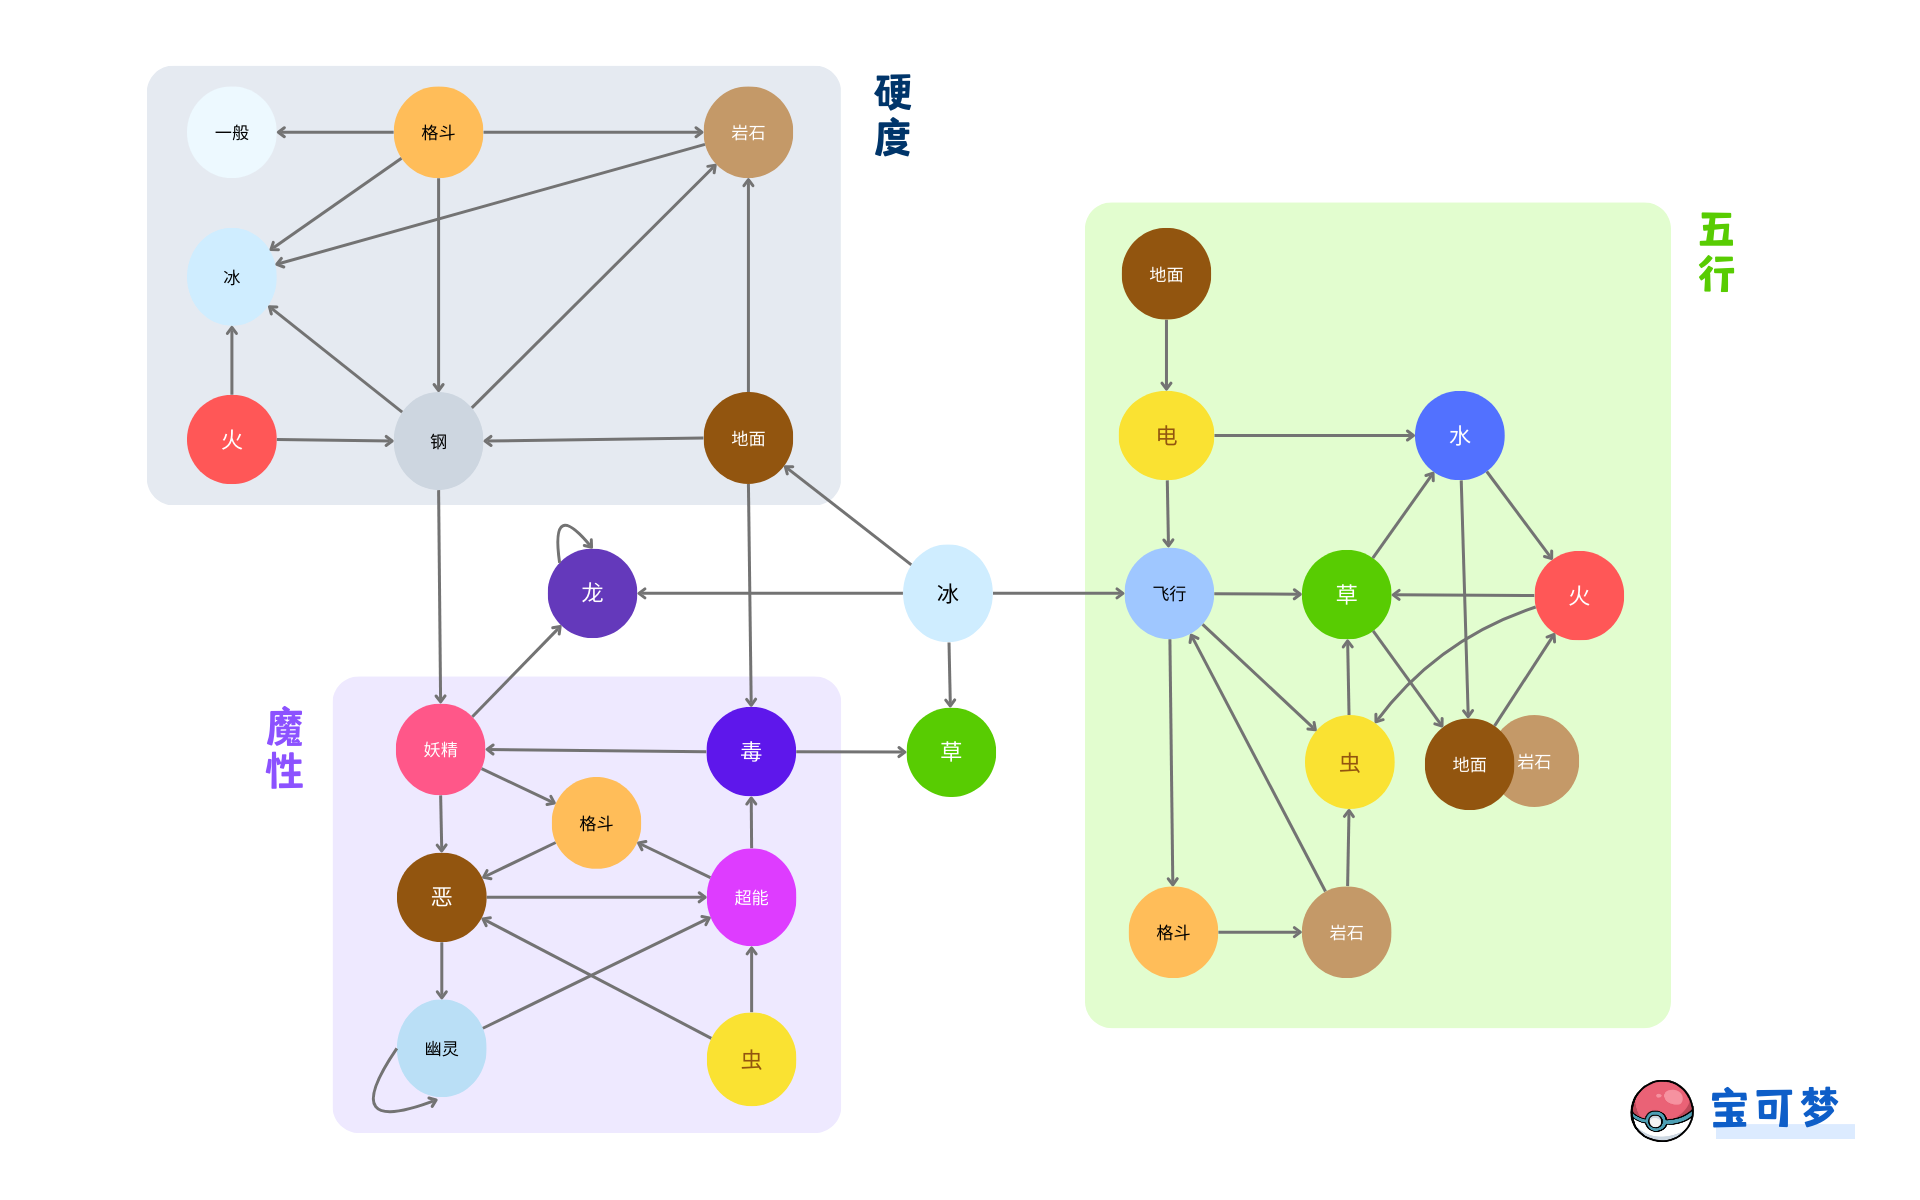 硬度
一般
格斗
岩石
冰
火
钢
地面
五行
地面
电
水
龙
冰
飞行
草
火
魔性
妖精
毒
草
虫
地面
岩石
格斗
恶
超能
格斗
岩石
幽灵
虫
宝可梦